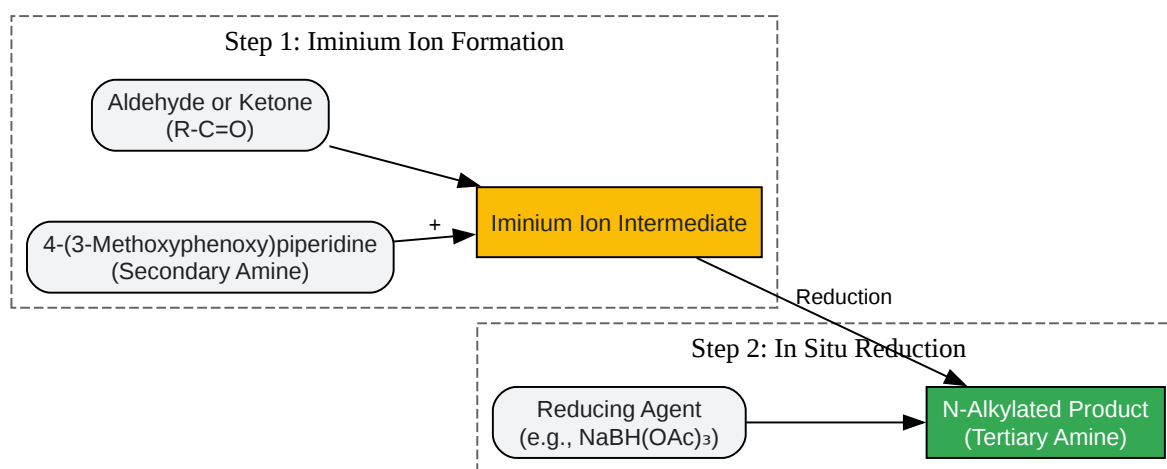 Step 1: Iminium Ion Formation
Aldehyde or Ketone
(R-C=O)
+
4-(3-Methoxyphenoxy)piperidine
(Secondary Amine)
Iminium Ion Intermediate
Reduction
Step 2: In Situ Reduction
Reducing Agent
(e.g., NaBH(OAc)₃)
N-Alkylated Product
(Tertiary Amine)